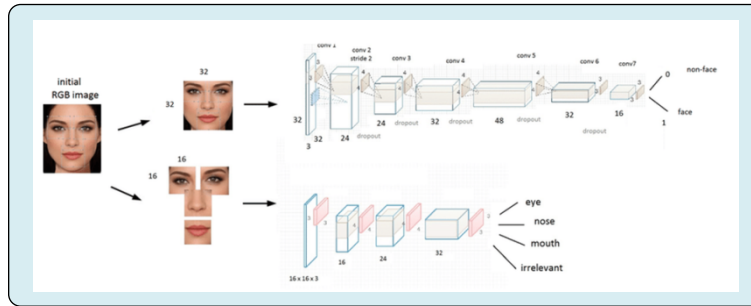 initial
RGB image
32
32
16
16
conv 1
conv 2
stride 2
conv 3
conv 4
conv 5
conv 6
conv7
32
32
3
24
24
dropout
32
dropout
48
dropout
32
dropout
16
0
non-face
face
1
16 x 16 x 3
16
24
32
eye
nose
mouth
irrelevant